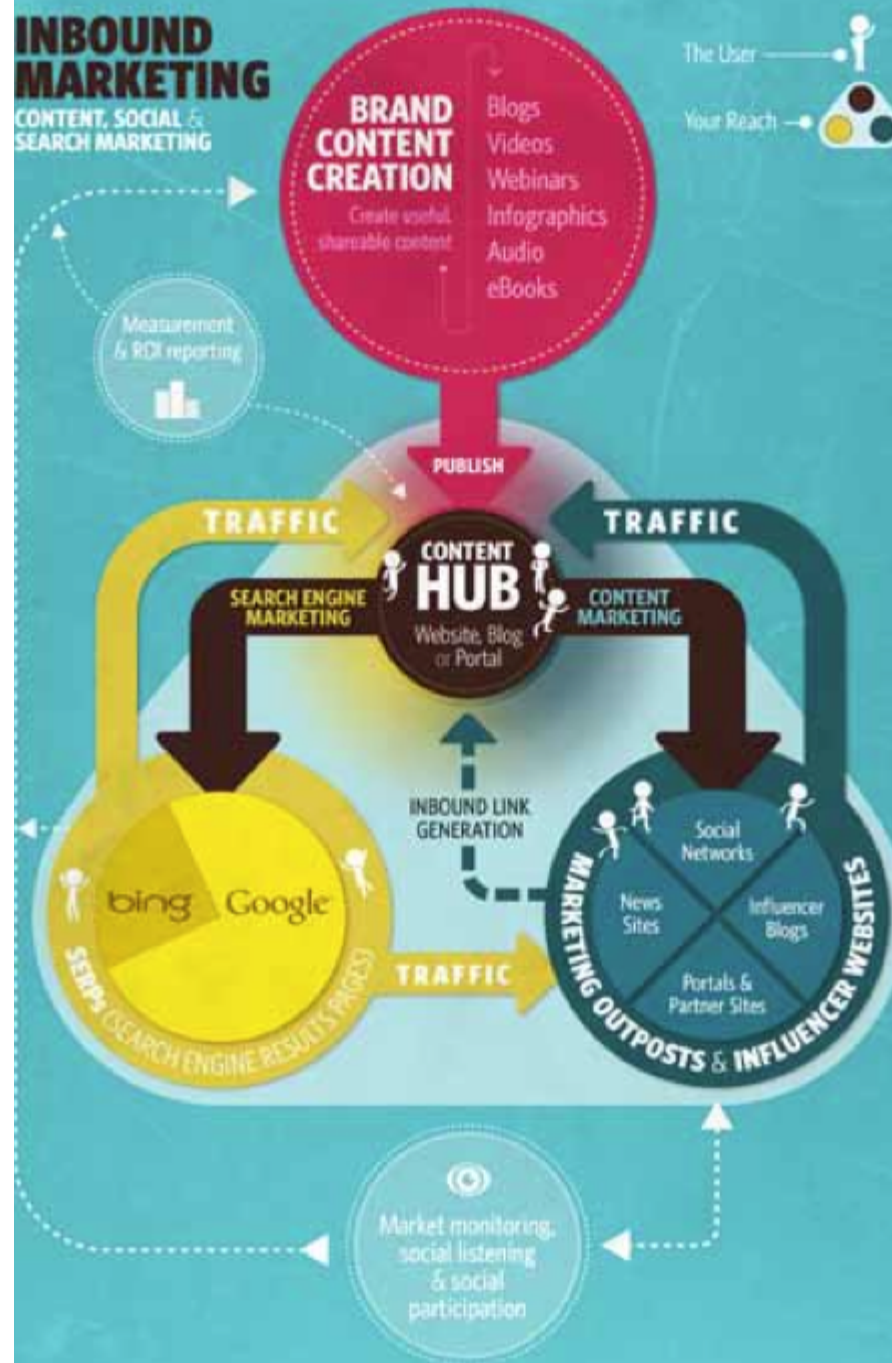 INBOUND
MARKETING
CONTENT, SOCIAL &
SEARCH MARKETING
The User
Your Reach
BRAND
CONTENT
CREATION
Create useful,
shareable content
Blogs
Videos
Webinars
Infographics
Audio
eBooks
Measurement
& ROI reporting
PUBLISH
TRAFFIC
TRAFFIC
CONTENT
HUB
Website, Blog
or Portal
SEARCH ENGINE
MARKETING
CONTENT
MARKETING
INBOUND LINK
GENERATION
bing
Google
SERPs (SEARCH ENGINE RESULTS PAGES)
TRAFFIC
Social
Networks
News
Sites
Influencer
Blogs
Portals &
Partner Sites
MARKETING OUTPOSTS & INFLUENCER WEBSITES
Market monitoring,
social listening
& social
participation